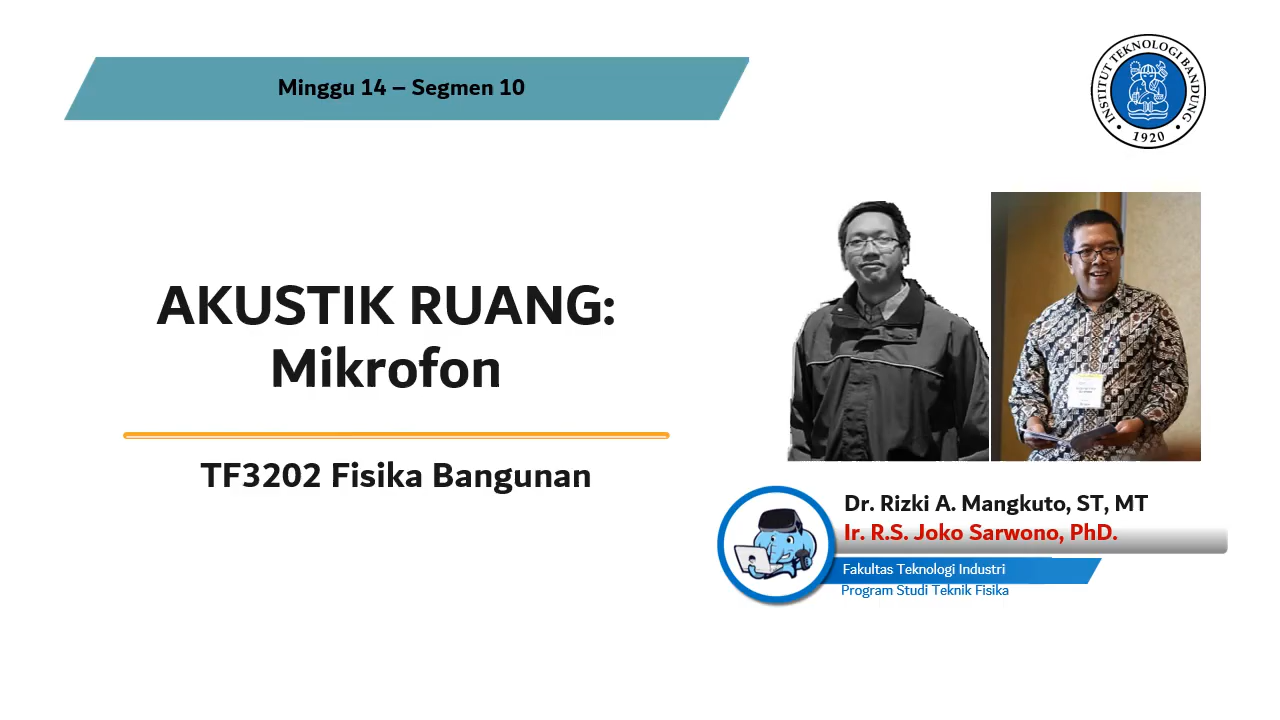 Minggu 14 – Segmen 10
INSTITUT TEKNOLOGI BANDUNG
1920
AKUSTIK RUANG:
Mikrofon
TF3202 Fisika Bangunan
Dr. Rizki A. Mangkuto, ST, MT
Ir. R.S. Joko Sarwono, PhD.
Fakultas Teknologi Industri
Program Studi Teknik Fisika